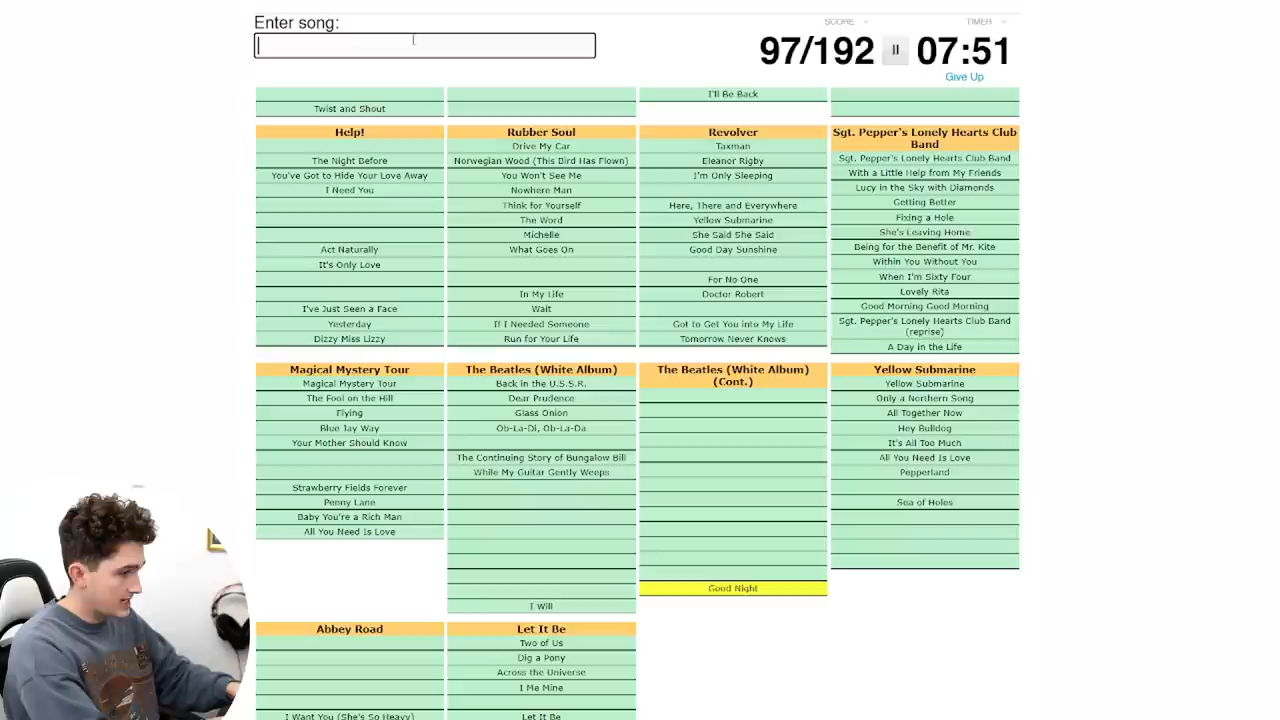 Enter song:
SCORE
TIMER
97/192
07:51
Give Up
I'll Be Back
Twist and Shout
Help!
The Night Before
You've Got to Hide Your Love Away
I Need You
Act Naturally
It's Only Love
I've Just Seen a Face
Yesterday
Dizzy Miss Lizzy
Rubber Soul
Drive My Car
Norwegian Wood (This Bird Has Flown)
You Won't See Me
Nowhere Man
Think for Yourself
The Word
Michelle
What Goes On
In My Life
Wait
If I Needed Someone
Run for Your Life
Revolver
Taxman
Eleanor Rigby
I'm Only Sleeping
Here, There and Everywhere
Yellow Submarine
She Said She Said
Good Day Sunshine
For No One
Doctor Robert
Got to Get You into My Life
Tomorrow Never Knows
Sgt. Pepper's Lonely Hearts Club
Band
Sgt. Pepper's Lonely Hearts Club Band
With a Little Help from My Friends
Lucy in the Sky with Diamonds
Getting Better
Fixing a Hole
She's Leaving Home
Being for the Benefit of Mr. Kite
Within You Without You
When I'm Sixty Four
Lovely Rita
Good Morning Good Morning
Sgt. Pepper's Lonely Hearts Club Band
(reprise)
A Day in the Life
Magical Mystery Tour
Magical Mystery Tour
The Fool on the Hill
Flying
Blue Jay Way
Your Mother Should Know
Strawberry Fields Forever
Penny Lane
Baby You're a Rich Man
All You Need Is Love
The Beatles (White Album)
Back in the U.S.S.R.
Dear Prudence
Glass Onion
Ob-La-Di, Ob-La-Da
The Continuing Story of Bungalow Bill
While My Guitar Gently Weeps
I Will
The Beatles (White Album)
(Cont.)
Good Night
Yellow Submarine
Yellow Submarine
Only a Northern Song
All Together Now
Hey Bulldog
It's All Too Much
All You Need Is Love
Pepperland
Sea of Holes
Abbey Road
I Want You (She's So Heavy)
Let It Be
Two of Us
Dig a Pony
Across the Universe
I Me Mine
Let It Be